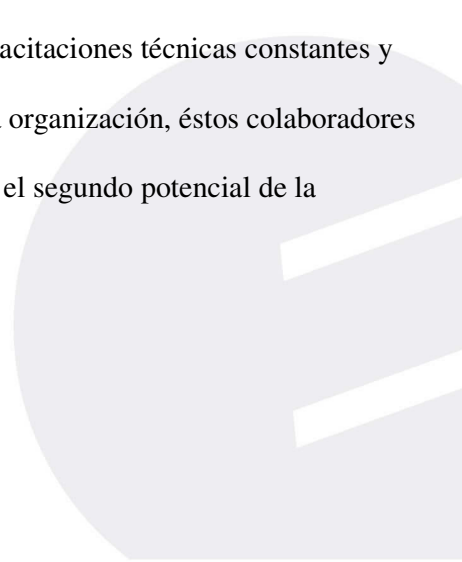 acitaciones técnicas constantes y
organización, éstos colaboradores
el segundo potencial de la